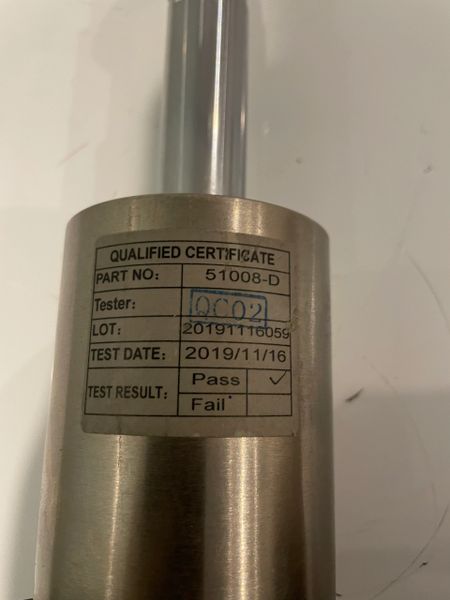 QUALIFIED CERTIFICATE
PART NO: 51008-D
Tester: QC02
LOT: 20191116059
TEST DATE: 2019/11/16
TEST RESULT: Pass ✓
Fail